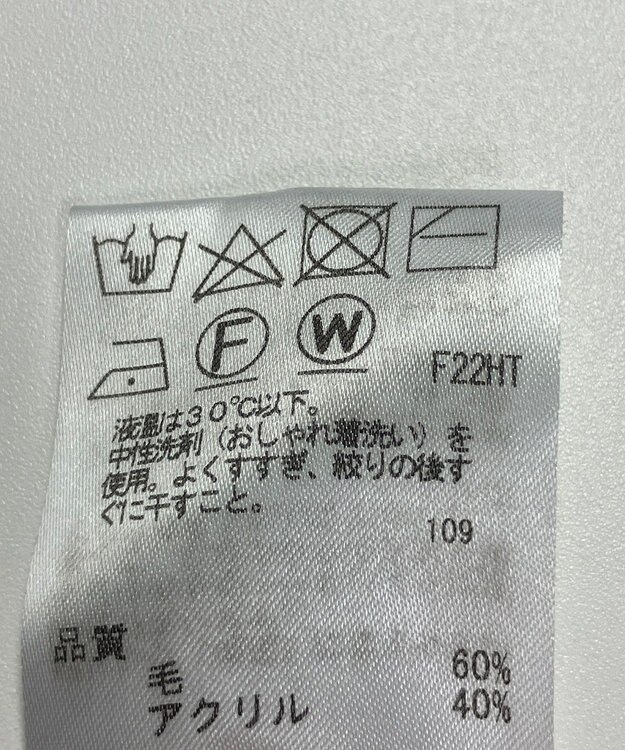 F W
F22HT
液温は30℃以下。
中性洗剤（おしゃれ着洗い）を
使用。よくすすぎ、絞りの後す
ぐに干すこと。
109
品質
毛 60%
アクリル 40%